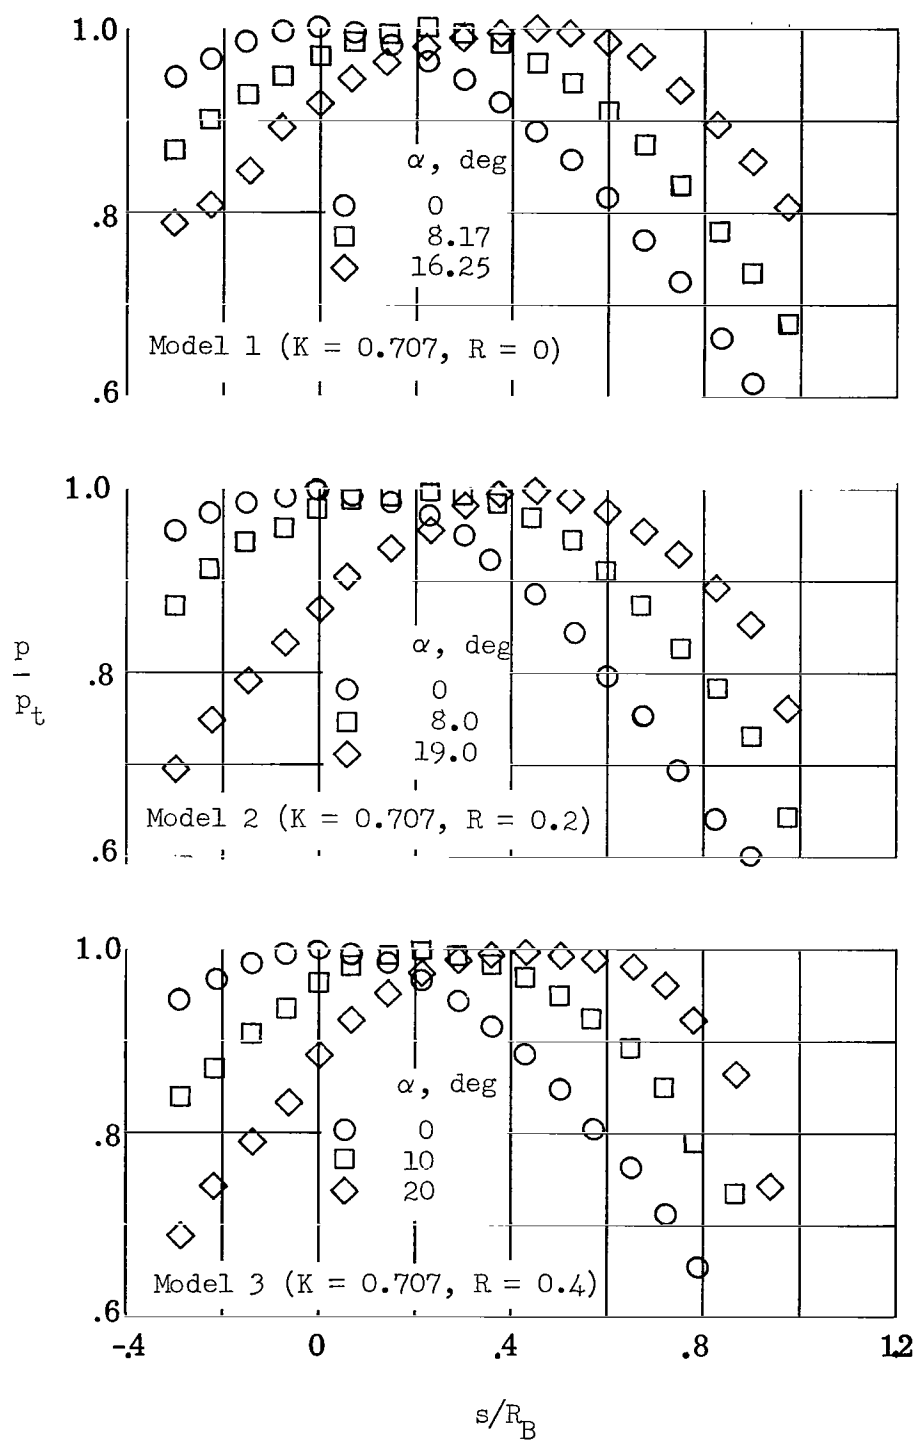 1.0
α, deg
.8
0
8.17
16.25
Model 1 (K = 0.707, R = 0)
.6
1.0
p
p_t
α, deg
.8
0
8.0
19.0
Model 2 (K = 0.707, R = 0.2)
.6
1.0
α, deg
.8
0
10
20
Model 3 (K = 0.707, R = 0.4)
.6
-.4 0 .4 .8 1.2
s/R_B